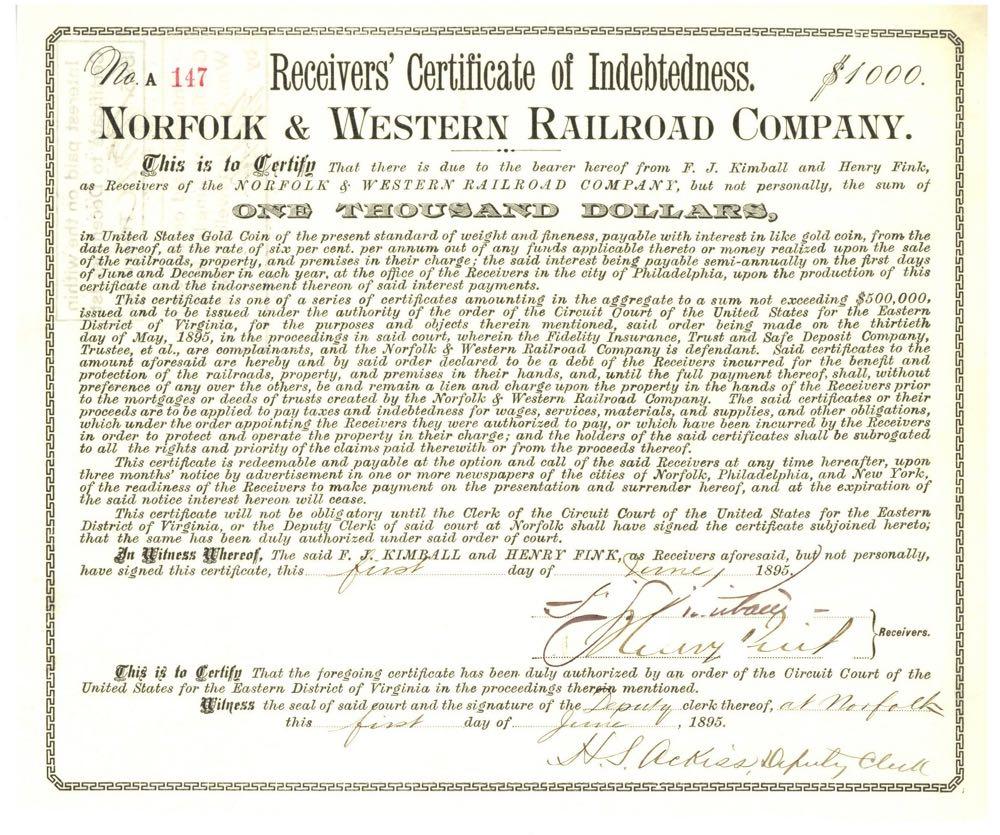 No. A 147 Receivers' Certificate of Indebtedness. $1000.
NORFOLK & WESTERN RAILROAD COMPANY.
This is to Certify That there is due to the bearer hereof from F. J. Kimball and Henry Fink,
as Receivers of the NORFOLK & WESTERN RAILROAD COMPANY, but not personally, the sum of
ONE THOUSAND DOLLARS,
in United States Gold Coin of the present standard of weight and fineness, payable with interest in like gold coin, from the
date hereof, at the rate of six per cent. per annum out of any funds applicable thereto or money realized upon the sale
of the railroads, property, and premises in their charge; the said interest being payable semi-annually on the first days
of June and December in each year, at the office of the Receivers in the city of Philadelphia, upon the production of this
certificate and the indorsement thereon of said interest payments.
This certificate is one of a series of certificates amounting in the aggregate to a sum not exceeding $500,000,
issued and to be issued under the authority of the order of the Circuit Court of the United States for the Eastern
District of Virginia, for the purposes and objects therein mentioned, said order being made on the thirtieth
day of May, 1895, in the proceedings in said court, wherein the Fidelity Insurance, Trust and Safe Deposit Company,
Trustee, et al., are complainants, and the Norfolk & Western Railroad Company is defendant. Said certificates to the
amount aforesaid are hereby and by said order declared to be a debt of the Receivers incurred for the benefit and
protection of the railroads, property, and premises in their hands, and, until the full payment thereof, shall, without
preference of any over the others, be and remain a lien and charge upon the property in the hands of the Receivers prior
to the mortgages or deeds of trusts created by the Norfolk & Western Railroad Company. The said certificates or their
proceeds are to be applied to pay taxes and indebtedness for wages, services, materials, and supplies, and other obligations,
which under the order appointing the Receivers they were authorized to pay, or which have been incurred by the Receivers
in order to protect and operate the property in their charge; and the holders of the said certificates shall be subrogated
to all the rights and priority of the claims paid therewith or from the proceeds thereof.
This certificate is redeemable and payable at the option and call of the said Receivers at any time hereafter, upon
three months' notice by advertisement in one or more newspapers of the cities of Norfolk, Philadelphia, and New York,
of the readiness of the Receivers to make payment on the presentation and surrender hereof, and at the expiration of
the said notice interest hereon will cease.
This certificate will not be obligatory until the Clerk of the Circuit Court of the United States for the Eastern
District of Virginia, or the Deputy Clerk of said court at Norfolk shall have signed the certificate subjoined hereto;
that the same has been duly authorized under said order of court.
In Witness Whereof, The said F. J. KIMBALL and HENRY FINK, (as Receivers aforesaid, but) not personally,
have signed this certificate, this first day of June, 1895.
F. J. Kimball
Henry Fink
Receivers.
This is to Certify That the foregoing certificate has been duly authorized by an order of the Circuit Court of the
United States for the Eastern District of Virginia in the proceedings therein mentioned.
Witness the seal of said court and the signature of the Deputy clerk thereof, at Norfolk
this first day of June, 1895.
H. S. Ackiss, Deputy Clerk